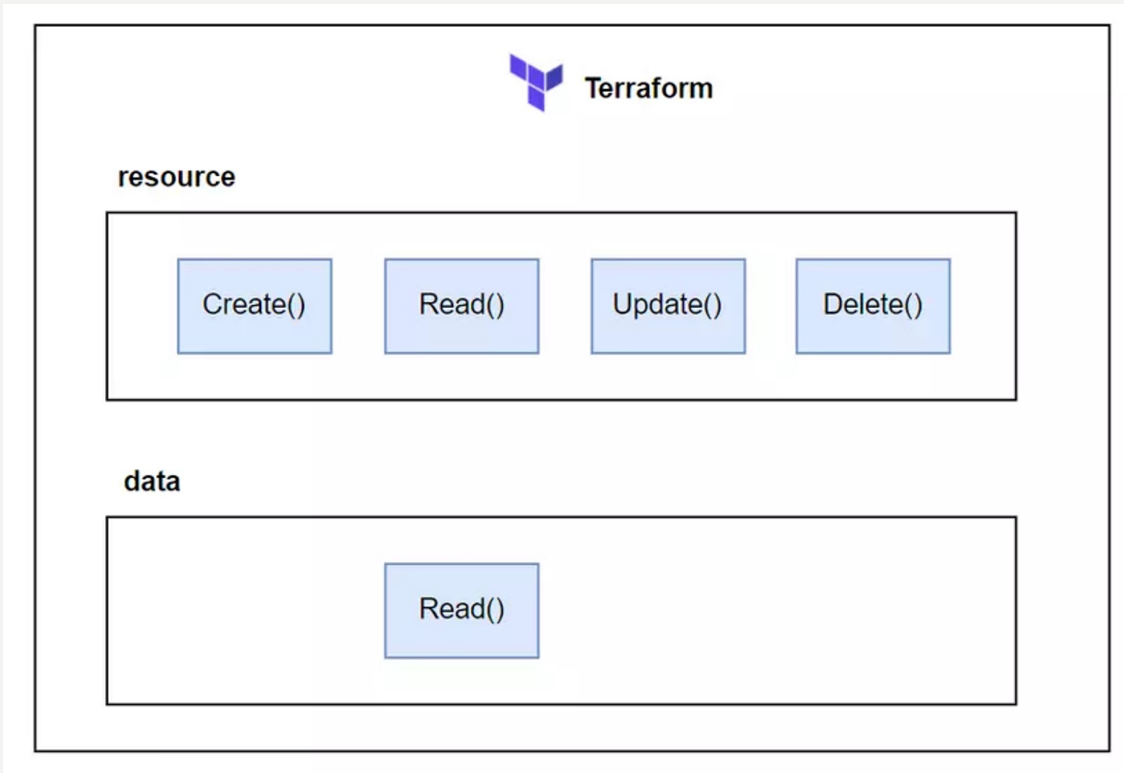 Terraform
resource
Create() Read() Update() Delete()
data
Read()